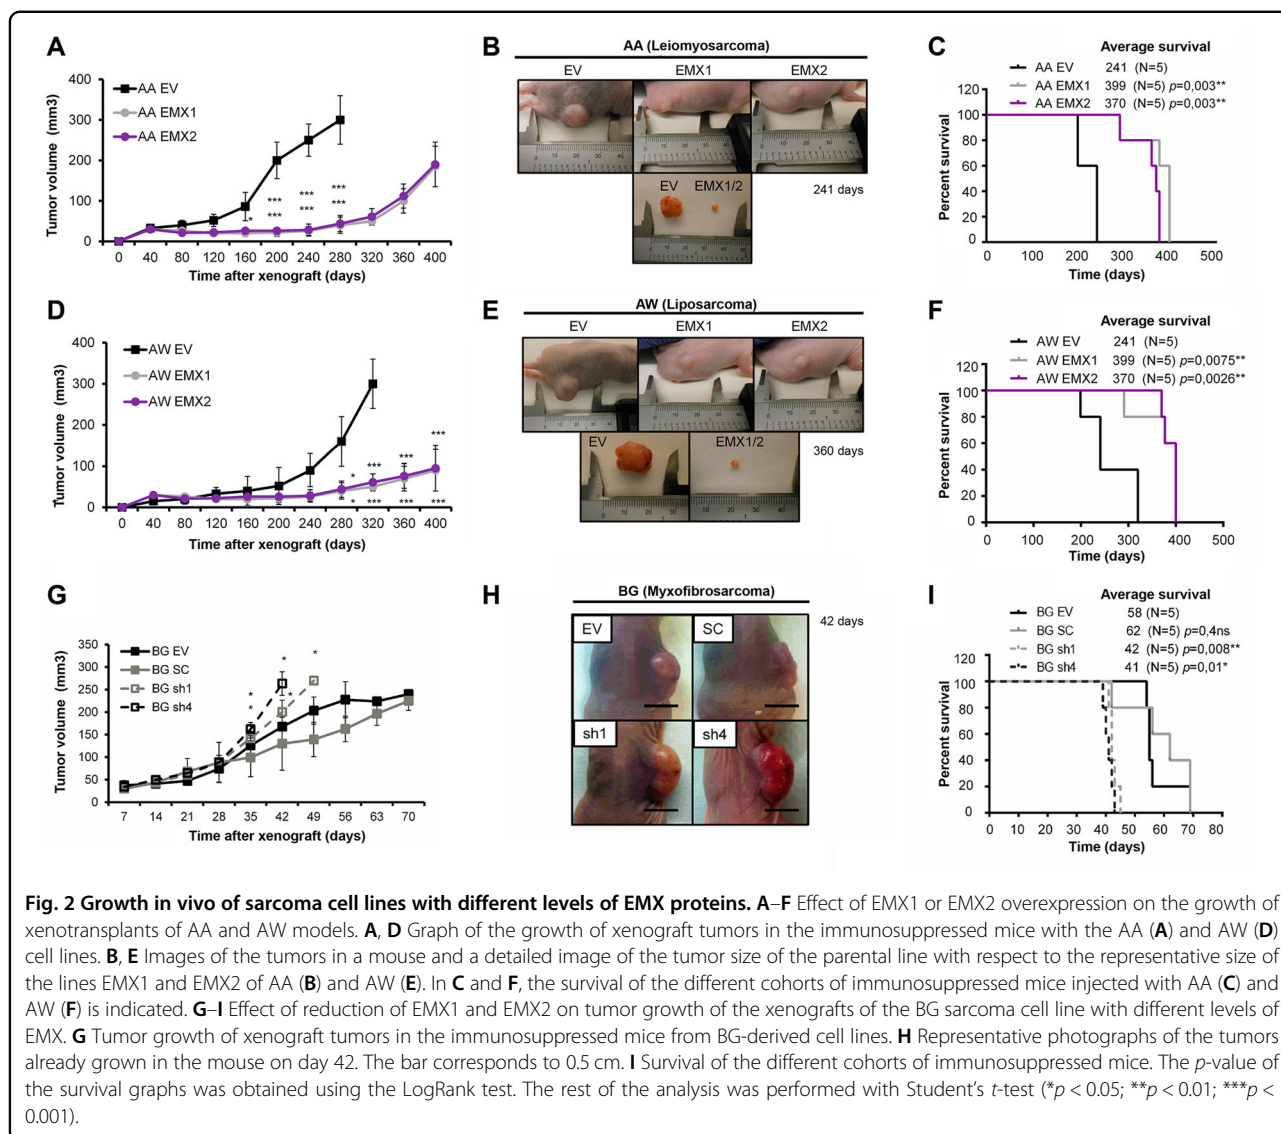 A
Tumor volume (mm3)
400
300
200
100
0
AA EV
AA EMX1
AA EMX2
*
***
***
***
***
***
***
0 40 80 120 160 200 240 280 320 360 400
Time after xenograft (days)
B
AA (Leiomyosarcoma)
EV EMX1 EMX2
EV EMX1/2
241 days
C
Average survival
AA EV 241 (N=5)
AA EMX1 399 (N=5) p=0,003**
AA EMX2 370 (N=5) p=0,003**
Percent survival
120
100
80
60
40
20
0
0 100 200 300 400 500
Time (days)
D
Tumor volume (mm3)
400
300
200
100
0
AW EV
AW EMX1
AW EMX2
* *** *** ***
* *** *** ***
0 40 80 120 160 200 240 280 320 360 400
Time after xenograft (days)
E
AW (Liposarcoma)
EV EMX1 EMX2
EV EMX1/2
360 days
F
Average survival
AW EV 241 (N=5)
AW EMX1 399 (N=5) p=0,0075**
AW EMX2 370 (N=5) p=0,0026**
Percent survival
120
100
80
60
40
20
0
0 100 200 300 400 500
Time (days)
G
Tumor volume (mm3)
350
300
250
200
150
100
50
0
BG EV
BG SC
BG sh1
BG sh4
* *
* *
*
7 14 21 28 35 42 49 56 63 70
Time after xenograft (days)
H
BG (Myxofibrosarcoma)
42 days
EV SC
sh1 sh4
I
Average survival
BG EV 58 (N=5)
BG SC 62 (N=5) p=0,4ns
BG sh1 42 (N=5) p=0,008**
BG sh4 41 (N=5) p=0,01*
Percent survival
120
100
80
60
40
20
0
0 10 20 30 40 50 60 70 80
Time (days)
Fig. 2 Growth in vivo of sarcoma cell lines with different levels of EMX proteins. A–F Effect of EMX1 or EMX2 overexpression on the growth of
xenotransplants of AA and AW models. A, D Graph of the growth of xenograft tumors in the immunosuppressed mice with the AA (A) and AW (D)
cell lines. B, E Images of the tumors in a mouse and a detailed image of the tumor size of the parental line with respect to the representative size of
the lines EMX1 and EMX2 of AA (B) and AW (E). In C and F, the survival of the different cohorts of immunosuppressed mice injected with AA (C) and
AW (F) is indicated. G–I Effect of reduction of EMX1 and EMX2 on tumor growth of the xenografts of the BG sarcoma cell line with different levels of
EMX. G Tumor growth of xenograft tumors in the immunosuppressed mice from BG-derived cell lines. H Representative photographs of the tumors
already grown in the mouse on day 42. The bar corresponds to 0.5 cm. I Survival of the different cohorts of immunosuppressed mice. The p-value of
the survival graphs was obtained using the LogRank test. The rest of the analysis was performed with Student's t-test (*p < 0.05; **p < 0.01; ***p <
0.001).